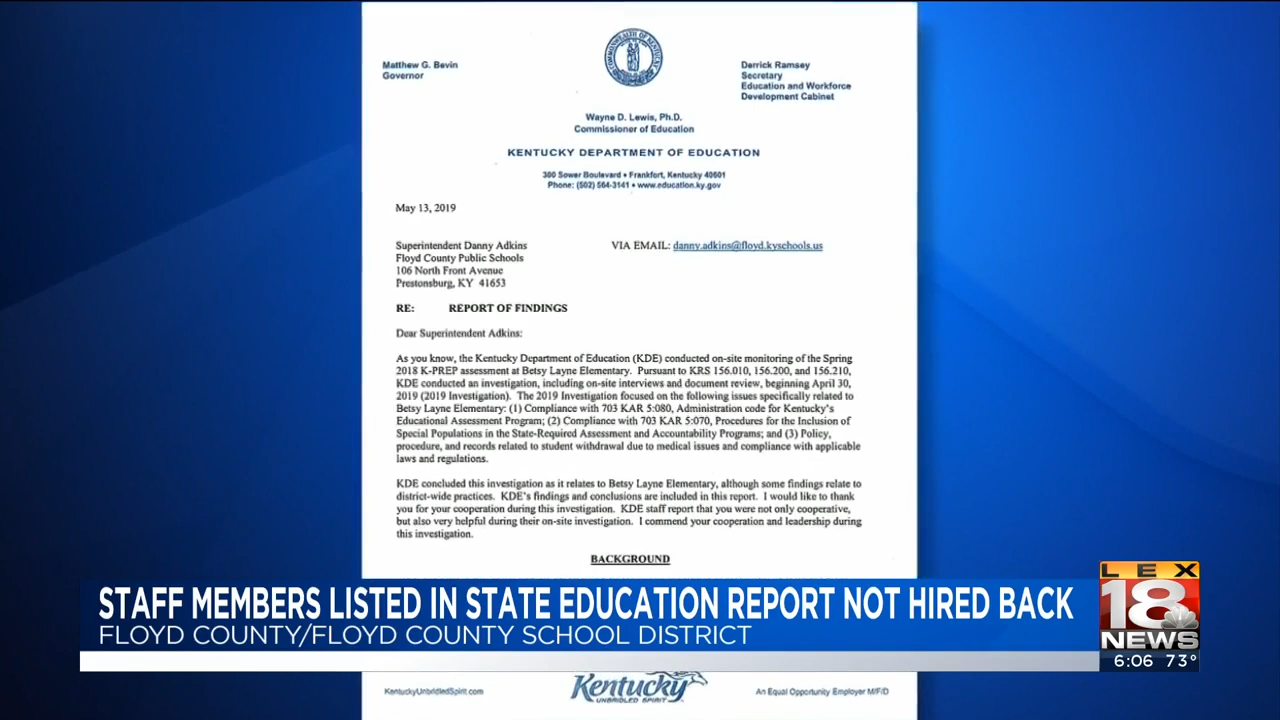 Matthew G. Bevin
Governor
COMMONWEALTH OF KENTUCKY
Derrick Ramsey
Secretary
Education and Workforce
Development Cabinet
Wayne D. Lewis, Ph.D.
Commissioner of Education
KENTUCKY DEPARTMENT OF EDUCATION
300 Sower Boulevard • Frankfort, Kentucky 40601
Phone: (502) 564-3141 • www.education.ky.gov
May 13, 2019
Superintendent Danny Adkins
VIA EMAIL: danny.adkins@floyd.kyschools.us
Floyd County Public Schools
106 North Front Avenue
Prestonsburg, KY 41653
RE: REPORT OF FINDINGS
Dear Superintendent Adkins:
As you know, the Kentucky Department of Education (KDE) conducted on-site monitoring of the Spring
2018 K-PREP assessment at Betsy Layne Elementary. Pursuant to KRS 156.010, 156.200, and 156.210,
KDE conducted an investigation, including on-site interviews and document review, beginning April 30,
2019 (2019 Investigation). The 2019 Investigation focused on the following issues specifically related to
Betsy Layne Elementary: (1) Compliance with 703 KAR 5:080, Administration code for Kentucky's
Educational Assessment Program; (2) Compliance with 703 KAR 5:070, Procedures for the Inclusion of
Special Populations in the State-Required Assessment and Accountability Programs; and (3) Policy,
procedure, and records related to student withdrawal due to medical issues and compliance with applicable
laws and regulations.
KDE concluded this investigation as it relates to Betsy Layne Elementary, although some findings relate to
district-wide practices. KDE's findings and conclusions are included in this report. I would like to thank
you for your cooperation during this investigation. KDE staff report that you were not only cooperative,
but also very helpful during their on-site investigation. I commend your cooperation and leadership during
this investigation.
BACKGROUND
STAFF MEMBERS LISTED IN STATE EDUCATION REPORT NOT HIRED BACK
FLOYD COUNTY/FLOYD COUNTY SCHOOL DISTRICT
LEX
18
NEWS
6:06 73°
KentuckyUnbridledSpirit.com
Kentucky
UNBRIDLED SPIRIT
An Equal Opportunity Employer M/F/D